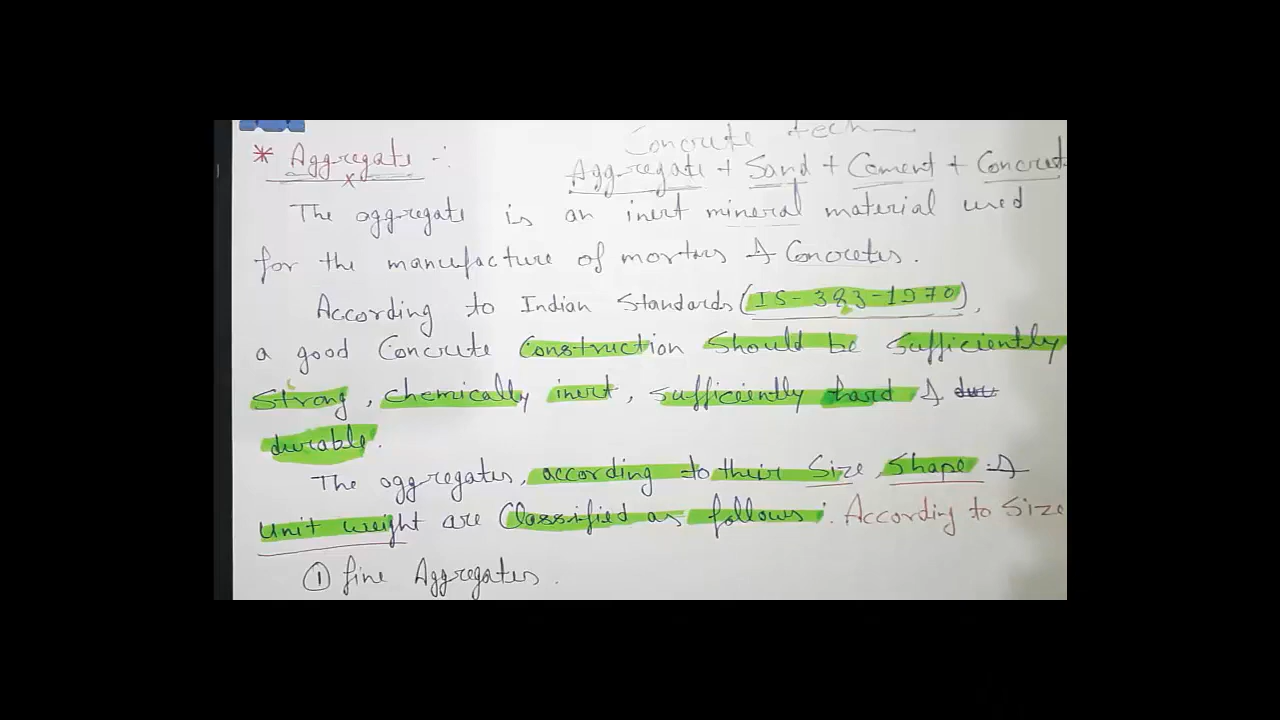 Concrete tech
* Aggregate :-
Aggregate + Sand + Cement + Concret
The aggregate is an inert mineral material used
for the manufacture of mortars & Concretes.
According to Indian Standards (IS-383-1970),
a good Concrete Construction Should be Sufficiently
Strong, chemically inert, sufficiently hard &
durable.
The aggregates, according to their Size, Shape &
Unit weight are Classified as follows : According to Size
① fine Aggregates.